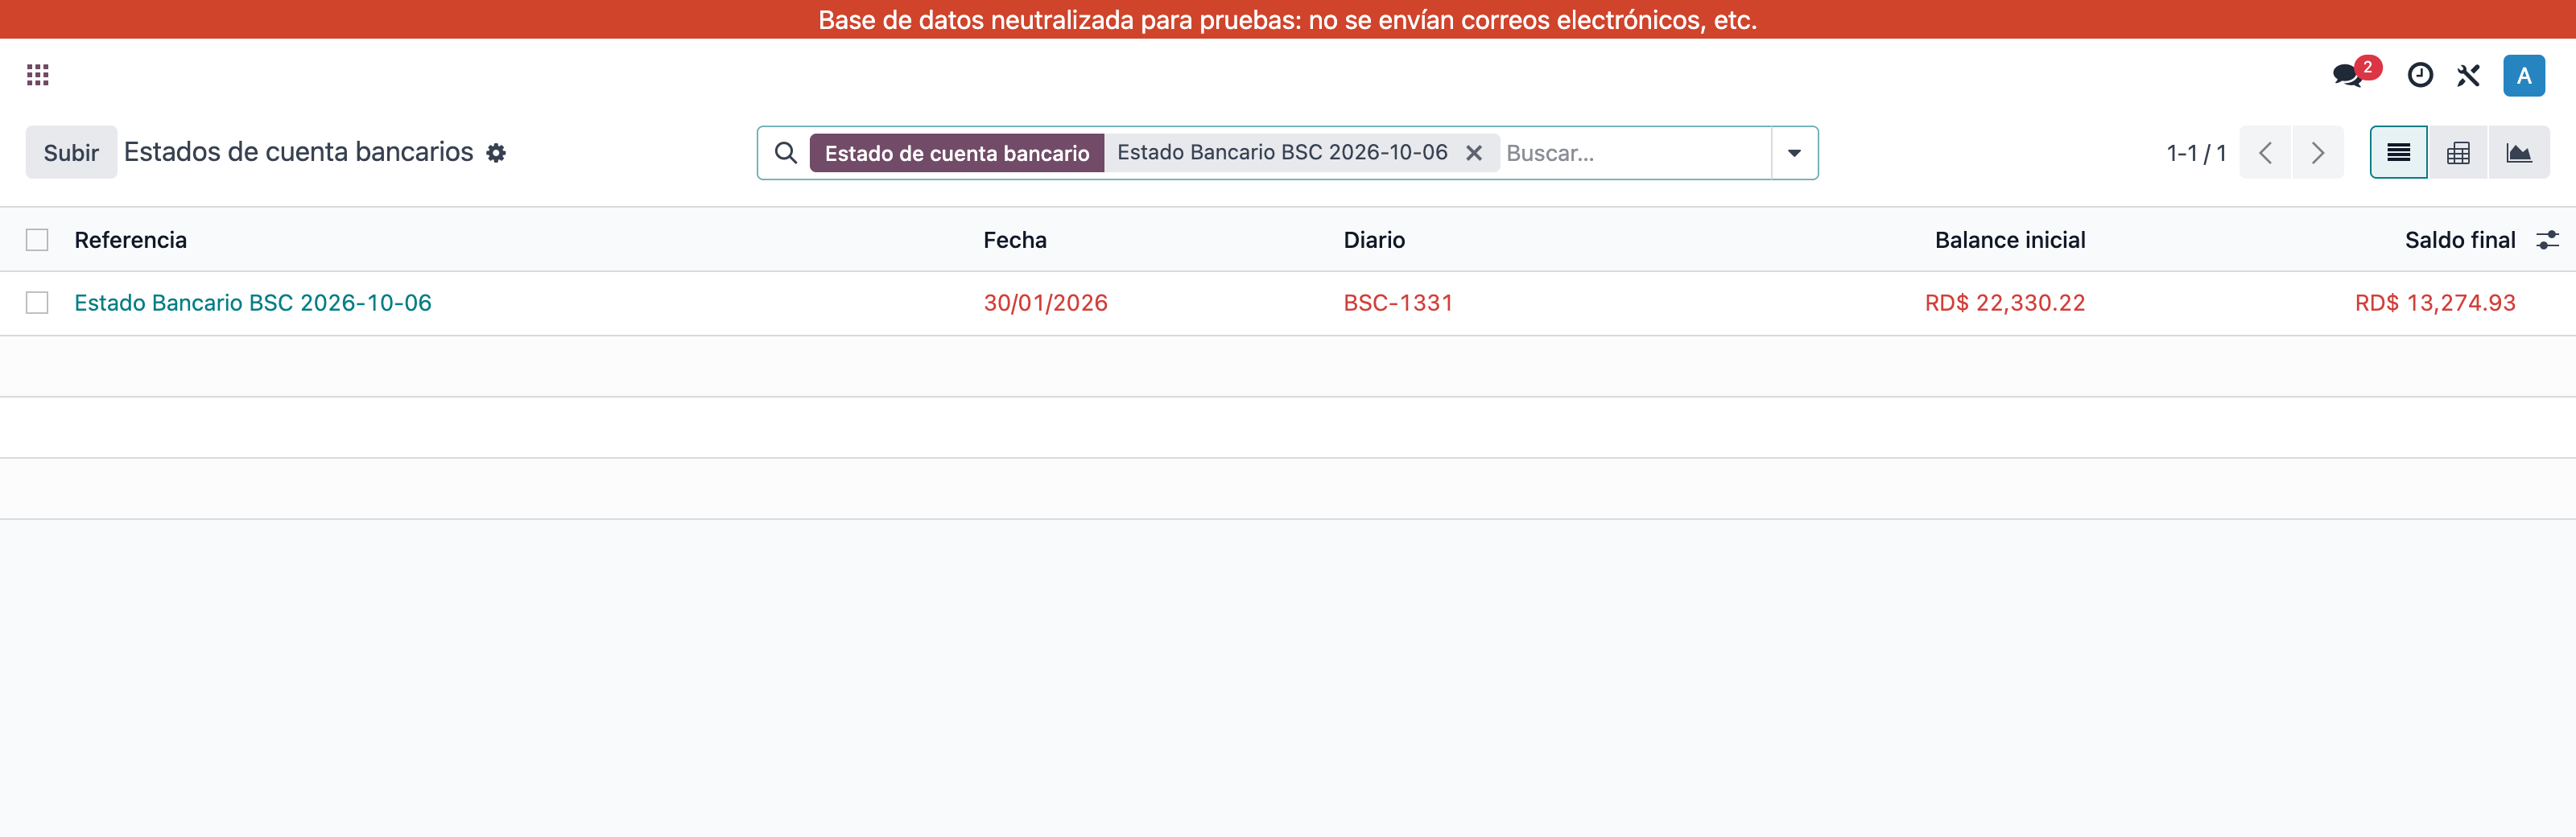 Base de datos neutralizada para pruebas: no se envían correos electrónicos, etc.
2
A
Subir Estados de cuenta bancarios Estado de cuenta bancario Estado Bancario BSC 2026-10-06 Buscar... 1-1 / 1
Referencia Fecha Diario Balance inicial Saldo final
Estado Bancario BSC 2026-10-06 30/01/2026 BSC-1331 RD$ 22,330.22 RD$ 13,274.93